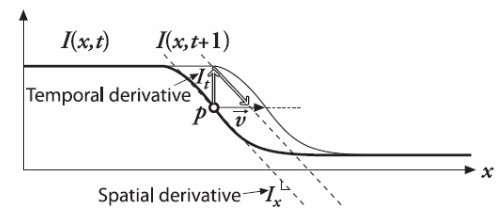 I(x,t) I(x,t+1)
I_t
Temporal derivative
p
v⃗
x
Spatial derivative I_x